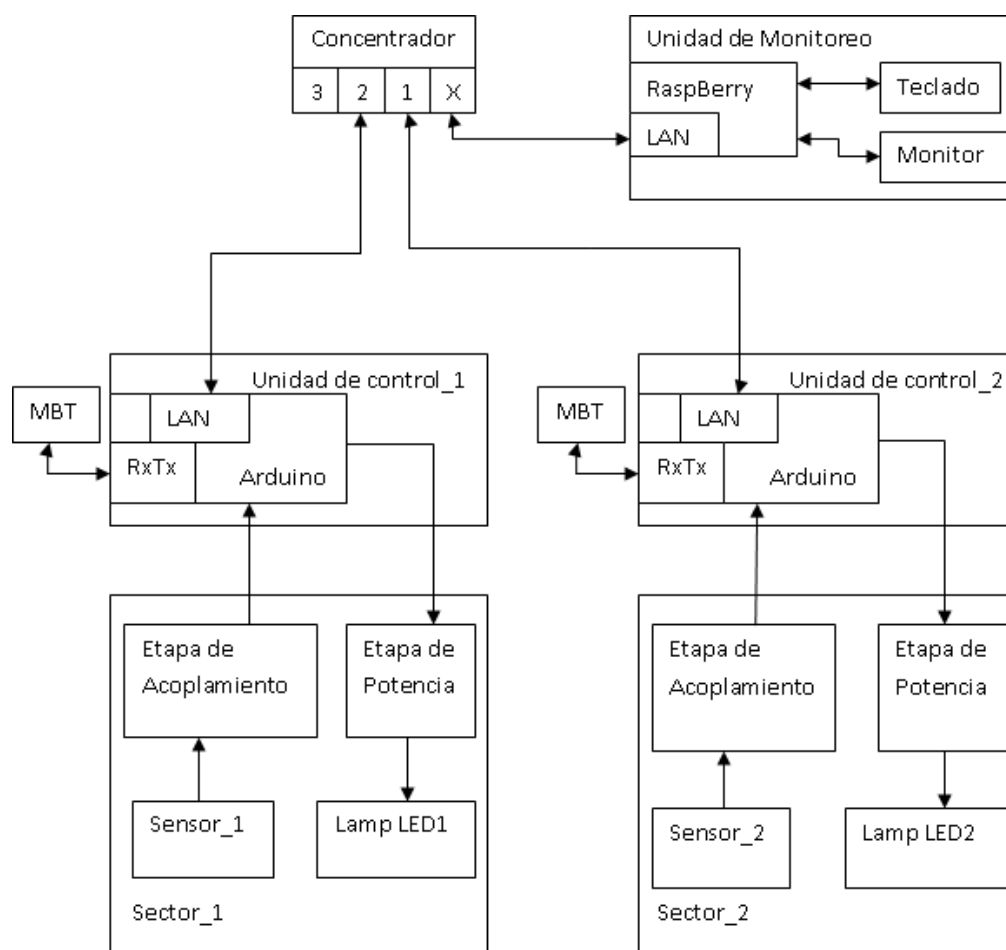 Concentrador
3 2 1 X
Unidad de Monitoreo
RaspBerry
LAN
Teclado
Monitor
Unidad de control_1
MBT
LAN
RxTx
Arduino
Unidad de control_2
MBT
LAN
RxTx
Arduino
Etapa de
Acoplamiento
Etapa de
Potencia
Sensor_1
Lamp LED1
Sector_1
Etapa de
Acoplamiento
Etapa de
Potencia
Sensor_2
Lamp LED2
Sector_2